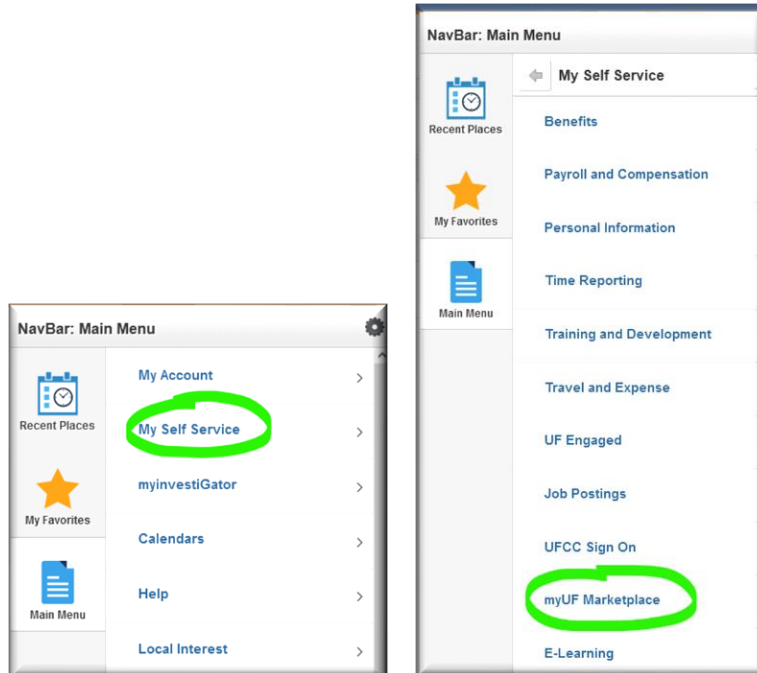 NavBar: Main Menu
Recent Places
My Favorites
Main Menu
My Account
My Self Service
myinvestiGator
Calendars
Help
Local Interest
NavBar: Main Menu
Recent Places
My Favorites
Main Menu
My Self Service
Benefits
Payroll and Compensation
Personal Information
Time Reporting
Training and Development
Travel and Expense
UF Engaged
Job Postings
UFCC Sign On
myUF Marketplace
E-Learning